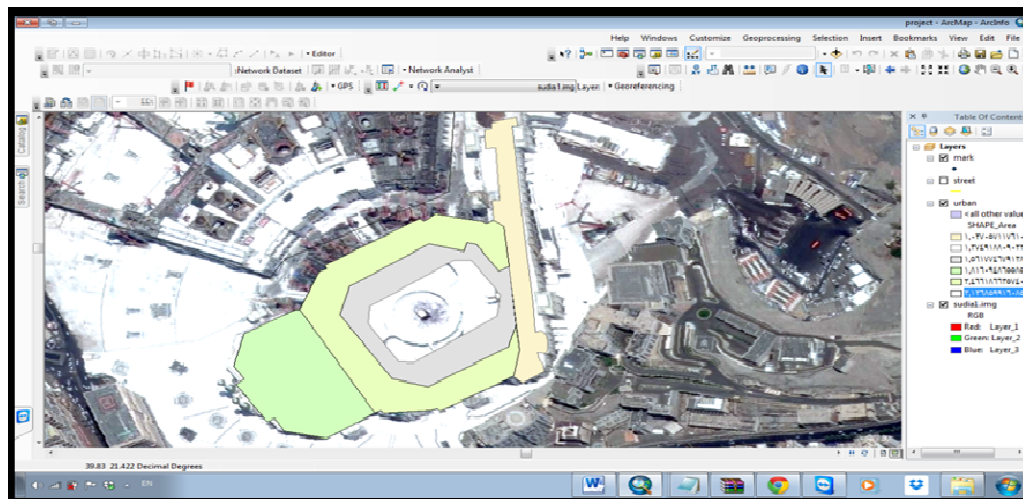 project - ArcMap - ArcInfo
Help Windows Customize Geoprocessing Selection Insert Bookmarks View Edit File
Editor
Network Dataset Network Analyst
GPS sudia1.img Layer Georeferencing
Catalog
Search
Table Of Content
Layers
mark
street
urban
< all other value
SHAPE_Area
sudia1.img
RGB
Red: Layer_1
Green: Layer_2
Blue: Layer_3
39.83 21.422 Decimal Degrees
EN